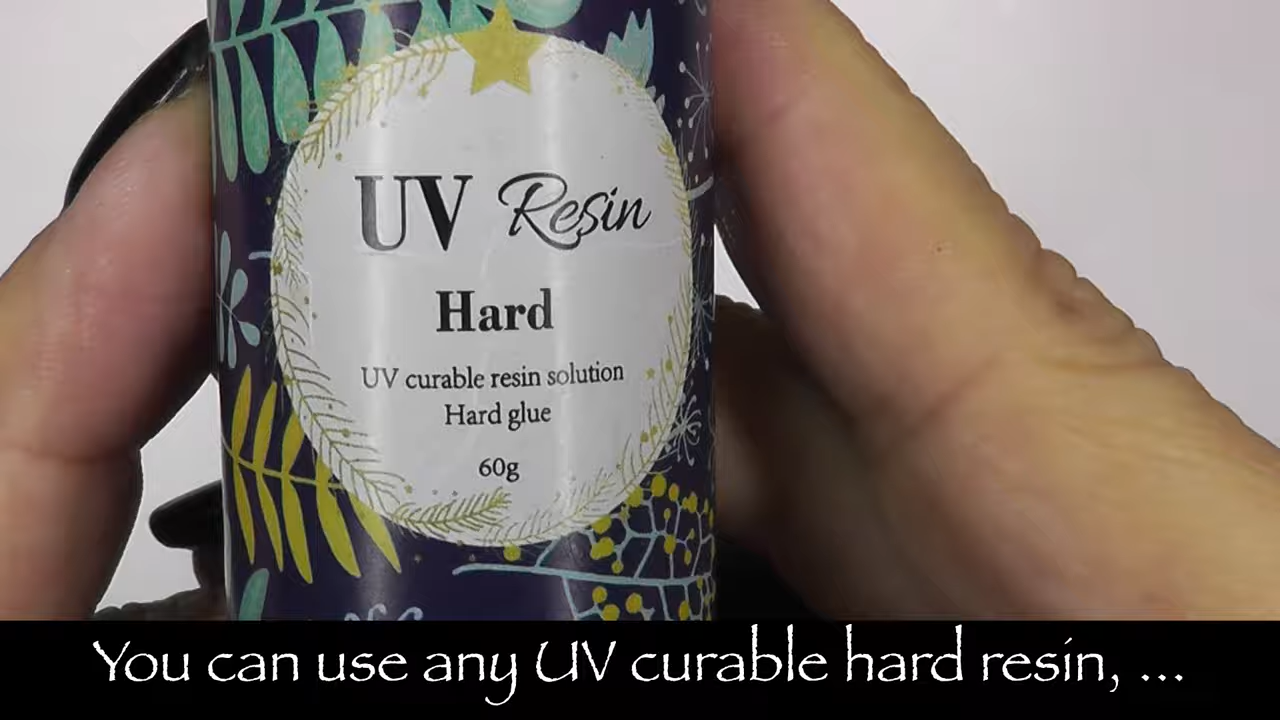 UV Resin
Hard
UV curable resin solution
Hard glue
60g
You can use any UV curable hard resin, ...